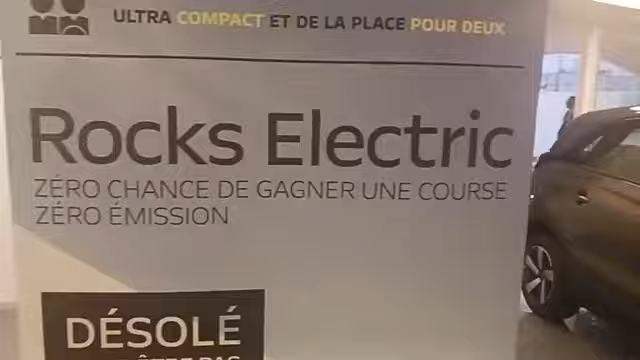 ULTRA COMPACT ET DE LA PLACE POUR DEUX
Rocks Electric
ZÉRO CHANCE DE GAGNER UNE COURSE
ZÉRO ÉMISSION
DÉSOLÉ